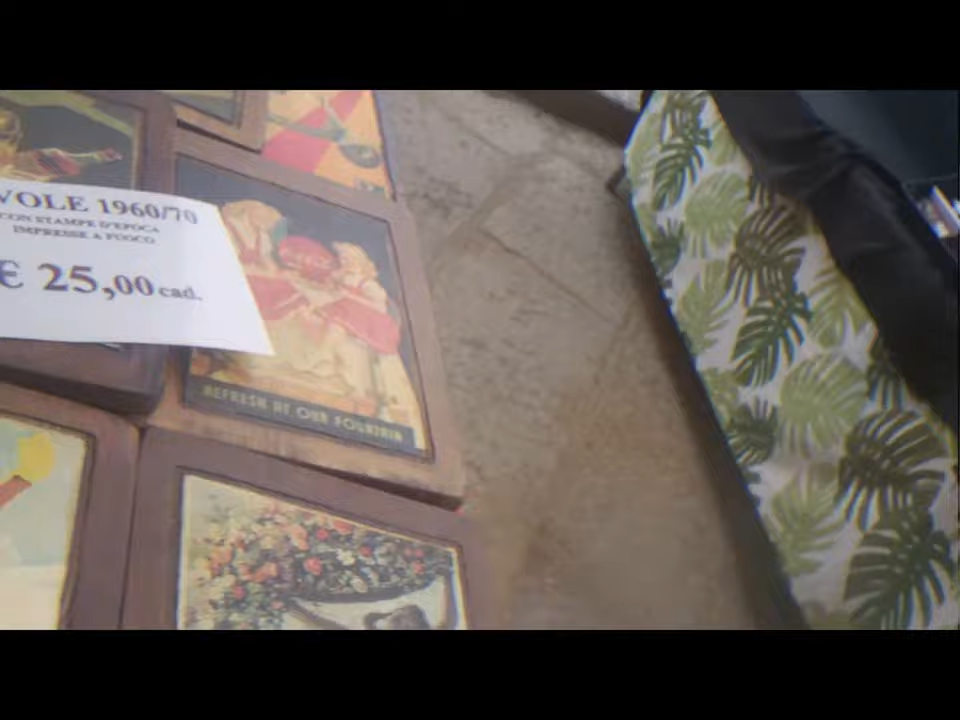 VOLE 1960/70
CON STAMPE D'EPOCA
IMPRESSE A FUOCO
€ 25,00 cad.
REFRESH AT OUR FOUNTAIN